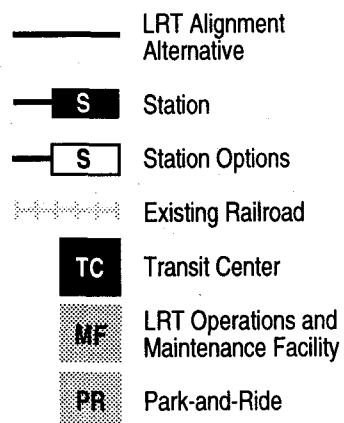 LRT Alignment
Alternative
S Station
S Station Options
Existing Railroad
TC Transit Center
MF LRT Operations and
Maintenance Facility
PR Park-and-Ride